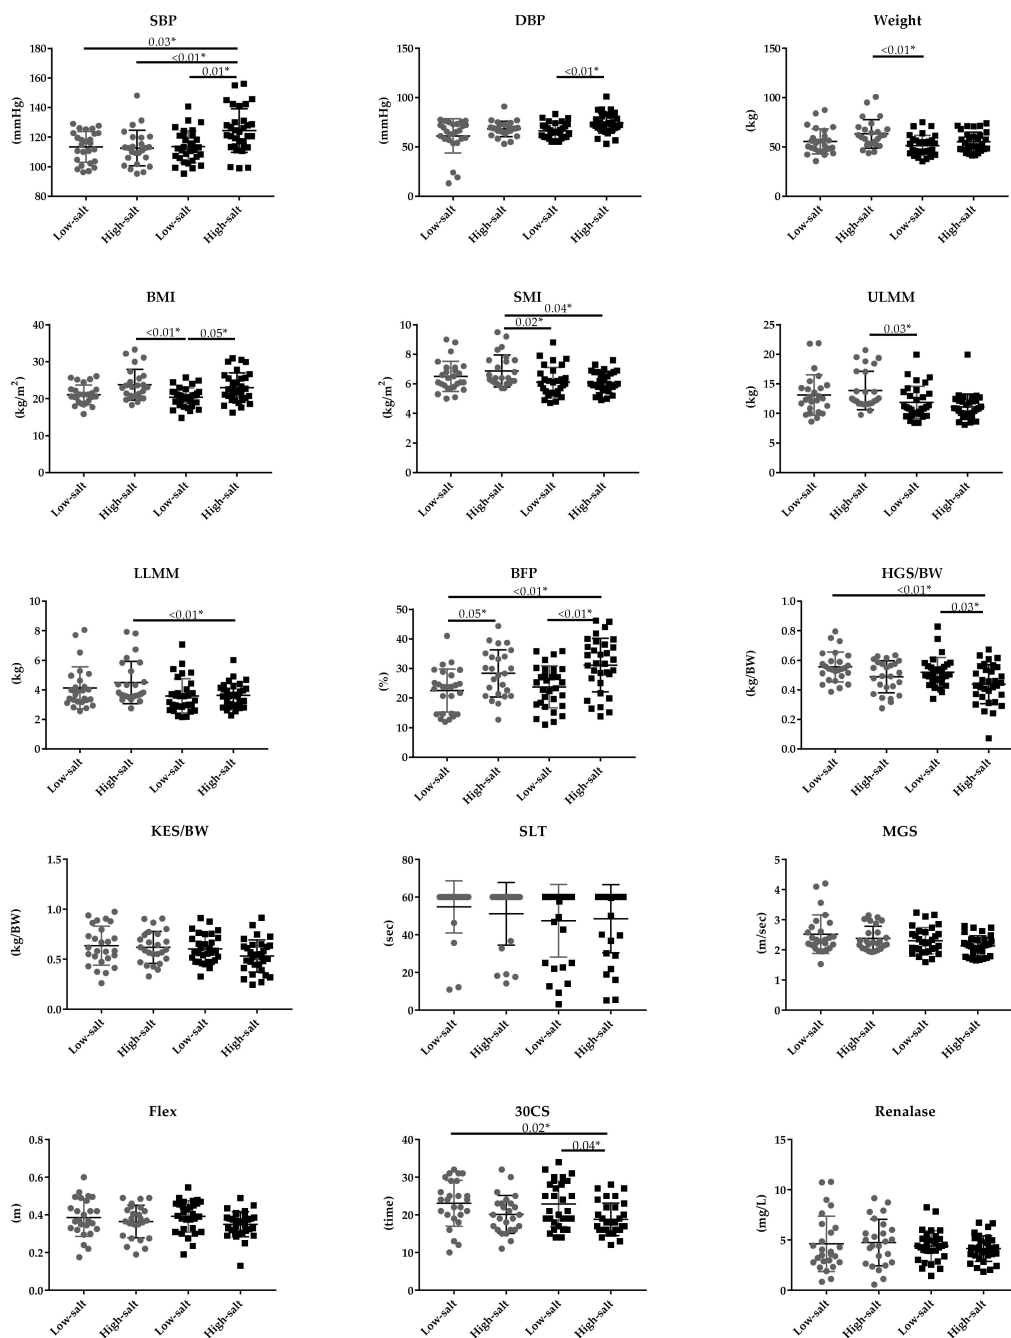 SBP
0.03*
<0.01*
0.01*
180
160
140
120
100
80
(mmHg)
Low-salt
High-salt
Low-salt
High-salt
DBP
<0.01*
150
100
50
0
(mmHg)
Low-salt
High-salt
Low-salt
High-salt
Weight
<0.01*
150
100
50
0
(kg)
Low-salt
High-salt
Low-salt
High-salt
BMI
<0.01*
0.05*
40
30
20
10
0
(kg/m²)
Low-salt
High-salt
Low-salt
High-salt
SMI
0.04*
0.02*
10
8
6
4
2
0
(kg/m²)
Low-salt
High-salt
Low-salt
High-salt
ULMM
0.03*
25
20
15
10
5
0
(kg)
Low-salt
High-salt
Low-salt
High-salt
LLMM
<0.01*
10
8
6
4
2
0
(kg)
Low-salt
High-salt
Low-salt
High-salt
BFP
<0.01*
0.05*
<0.01*
50
40
30
20
10
0
(%)
Low-salt
High-salt
Low-salt
High-salt
HGS/BW
<0.01*
0.03*
1.0
0.8
0.6
0.4
0.2
0.0
(kg/BW)
Low-salt
High-salt
Low-salt
High-salt
KES/BW
1.5
1.0
0.5
0.0
(kg/BW)
Low-salt
High-salt
Low-salt
High-salt
SLT
80
60
40
20
0
(sec)
Low-salt
High-salt
Low-salt
High-salt
MGS
5
4
3
2
1
0
(m/sec)
Low-salt
High-salt
Low-salt
High-salt
Flex
0.8
0.6
0.4
0.2
0.0
(m)
Low-salt
High-salt
Low-salt
High-salt
30CS
0.02*
0.04*
40
30
20
10
0
(time)
Low-salt
High-salt
Low-salt
High-salt
Renalase
15
10
5
0
(mg/L)
Low-salt
High-salt
Low-salt
High-salt